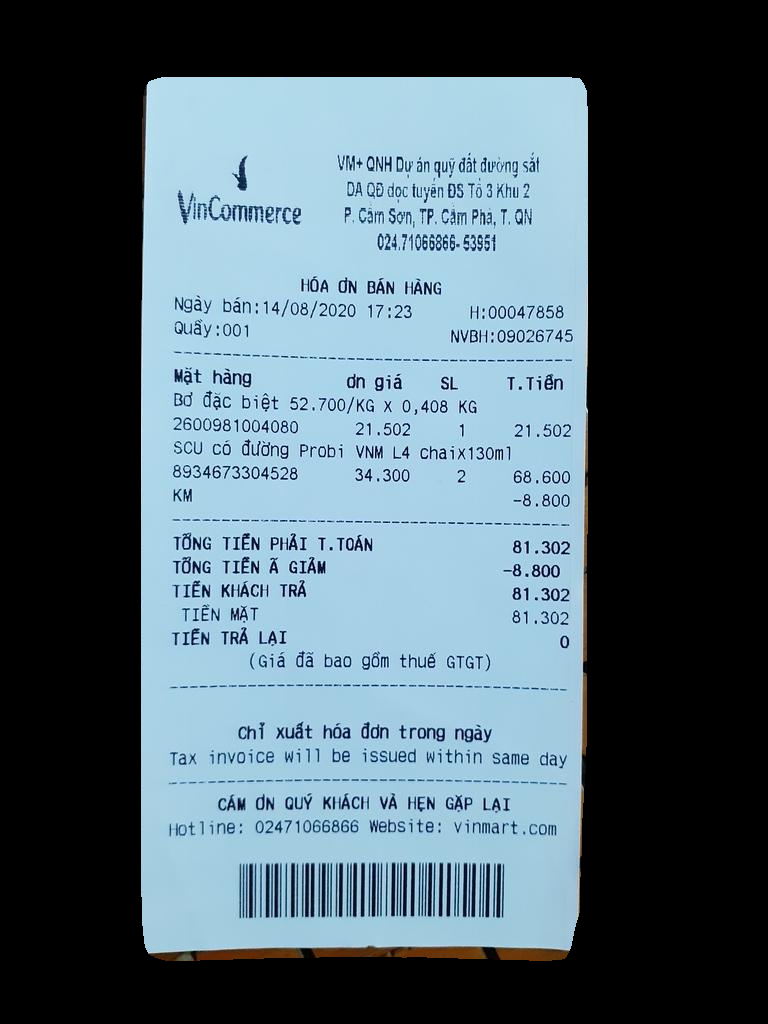 VinCommerce
VM+ QNH Dự án quỹ đất đường sắt
DA QĐ dọc tuyến ĐS Tổ 3 Khu 2
P. Cẩm Sơn, TP. Cẩm Phả, T. QN
024.71066866- 53951
HÓA ƠN BÁN HÀNG
Ngày bán:14/08/2020 17:23 H:00047858
Quầy:001 NVBH:09026745
Mặt hàng ơn giá SL T.Tiền
Bơ đặc biệt 52.700/KG X 0,408 KG
2600981004080 21.502 1 21.502
SCU có đường Probi VNM L4 chaix130ml
8934673304528 34.300 2 68.600
KM -8.800
TỔNG TIỀN PHẢI T.TOÁN 81.302
TỔNG TIỀN Ã GIẢM -8.800
TIỀN KHÁCH TRẢ 81.302
TIỀN MẶT 81.302
TIỀN TRẢ LẠI 0
(Giá đã bao gồm thuế GTGT)
Chỉ xuất hóa đơn trong ngày
Tax invoice will be issued within same day
CÁM ƠN QUÝ KHÁCH VÀ HẸN GẶP LẠI
Hotline: 02471066866 Website: vinmart.com